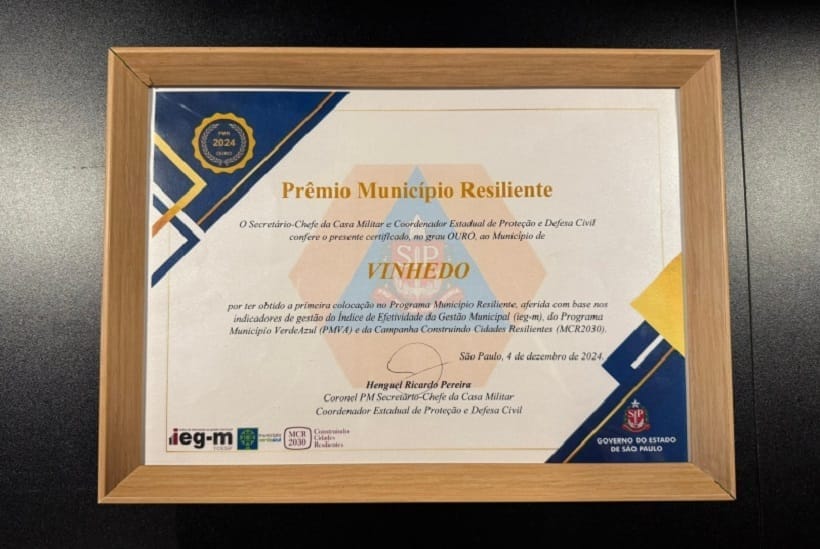 PMR
2024
OURO
Prêmio Município Resiliente
O Secretário-Chefe da Casa Militar e Coordenador Estadual de Proteção e Defesa Civil
confere o presente certificado, no grau OURO, ao Município de
SP
VINHEDO
por ter obtido a primeira colocação no Programa Município Resiliente, aferida com base nos
indicadores de gestão do Índice de Efetividade da Gestão Municipal (ieg-m), do Programa
Município VerdeAzul (PMVA) e da Campanha Construindo Cidades Resilientes (MCR2030).
São Paulo, 4 de dezembro de 2024.
Henguel Ricardo Pereira
Coronel PM Secretário-Chefe da Casa Militar
Coordenador Estadual de Proteção e Defesa Civil
ieg-m
TCESP
município
verdeazul
MCR
2030
Construindo
Cidades
Resilientes
SP
GOVERNO DO ESTADO
DE SÃO PAULO